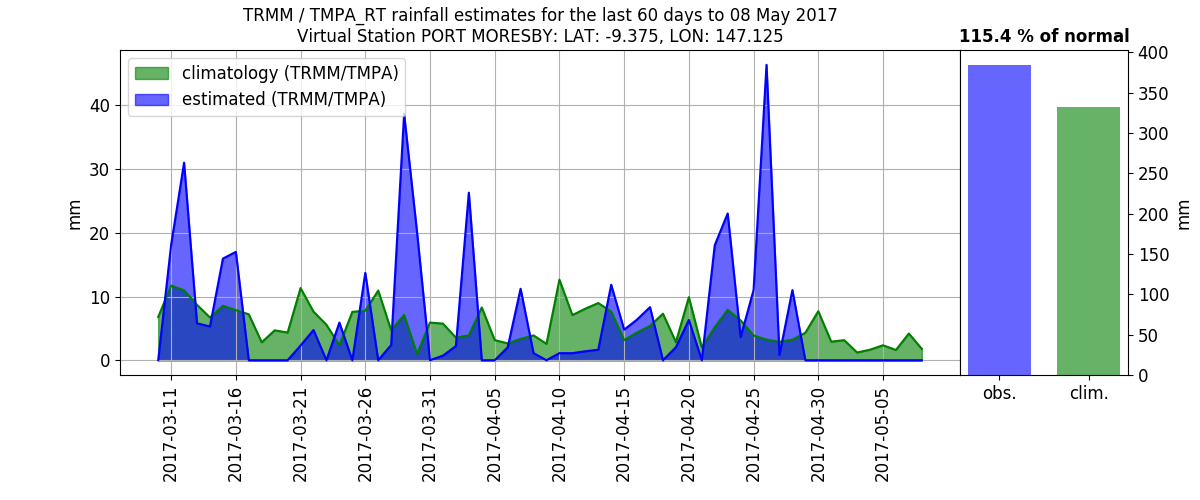 TRMM / TMPA_RT rainfall estimates for the last 60 days to 08 May 2017
Virtual Station PORT MORESBY: LAT: -9.375, LON: 147.125
115.4 % of normal
climatology (TRMM/TMPA)
estimated (TRMM/TMPA)
mm
40
30
20
10
0
2017-03-11
2017-03-16
2017-03-21
2017-03-26
2017-03-31
2017-04-05
2017-04-10
2017-04-15
2017-04-20
2017-04-25
2017-04-30
2017-05-05
400
350
300
250
200
150
100
50
0
mm
obs.
clim.